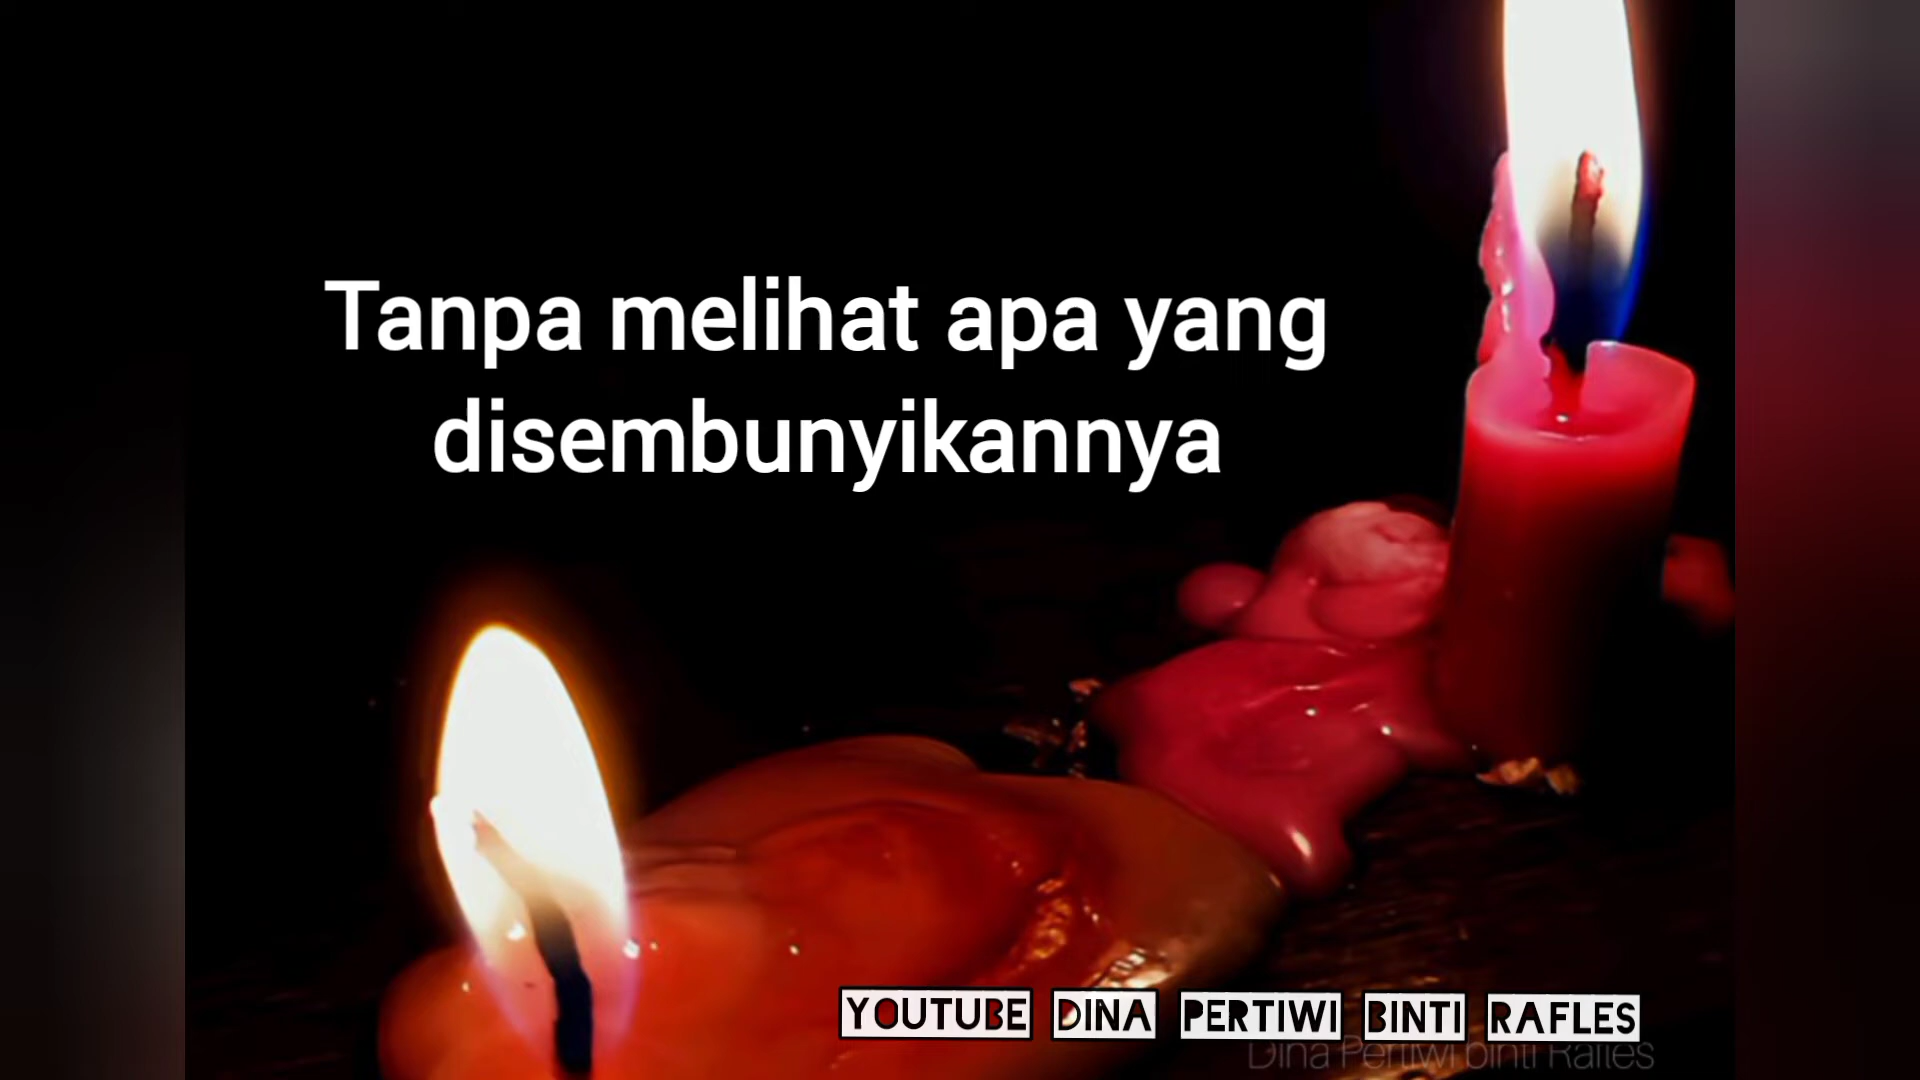 Tanpa melihat apa yang
disembunyikannya
YOUTUBE DINA PERTIWI BINTI RAFLES
Dina Pertiwi binti Rafles